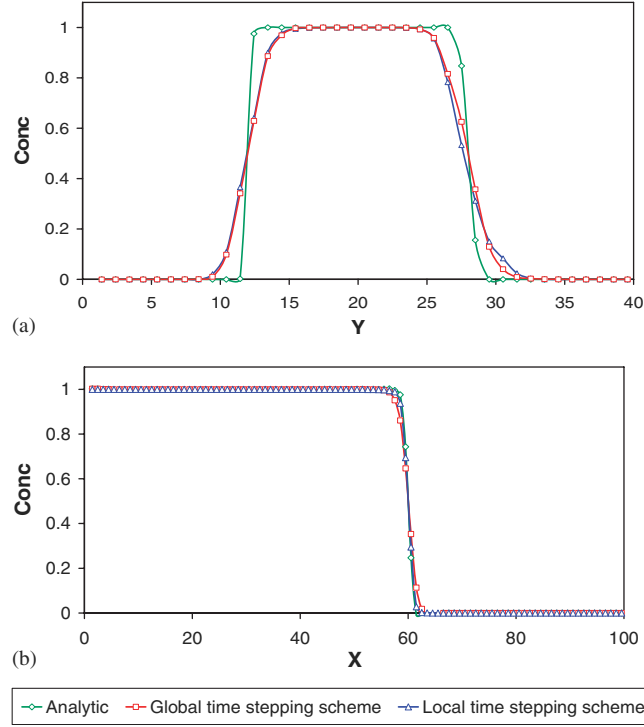 1
0.8
0.6
0.4
0.2
0
Conc
0 5 10 15 20 25 30 35 40
(a)
Y
1
0.8
0.6
0.4
0.2
0
Conc
0 20 40 60 80 100
(b)
X
Analytic Global time stepping scheme Local time stepping scheme